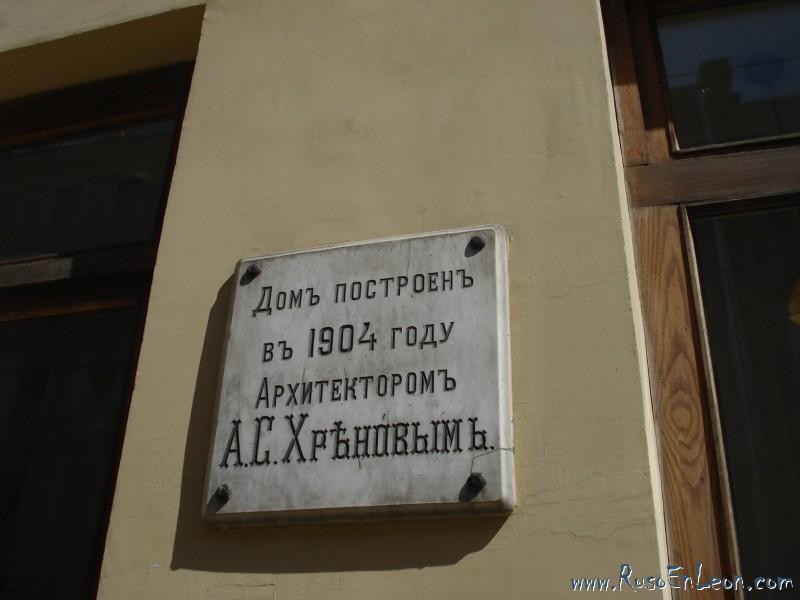 Домъ построенъ
въ 1904 году
Архитекторомъ
А.С.Хрѣновымъ.
www.RusoEnLeon.com